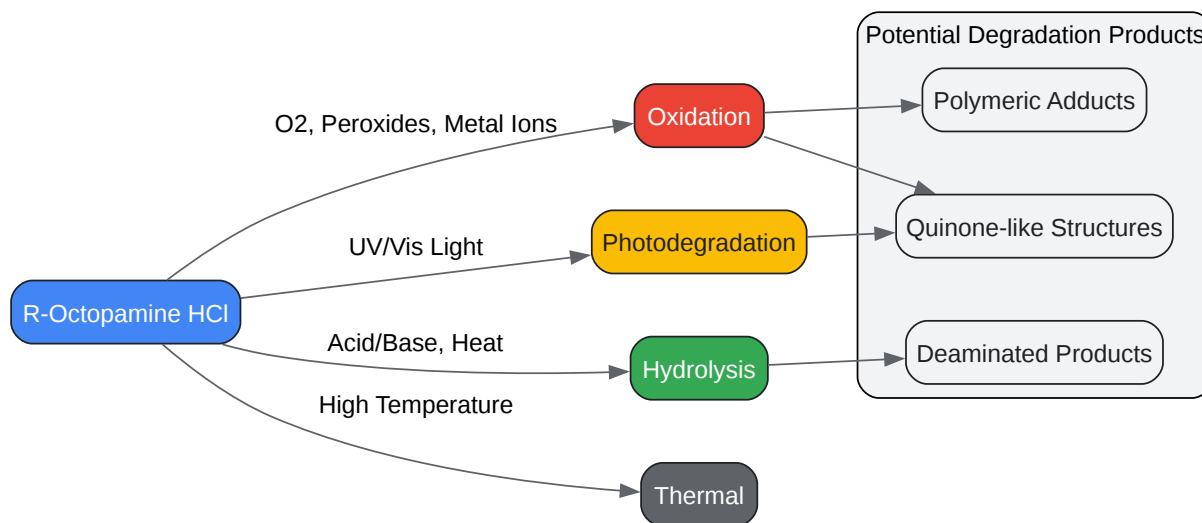 Potential Degradation Products
Polymeric Adducts
Oxidation
O2, Peroxides, Metal Ions
Quinone-like Structures
Photodegradation
UV/Vis Light
R-Octopamine HCl
Acid/Base, Heat
Deaminated Products
Hydrolysis
High Temperature
Thermal